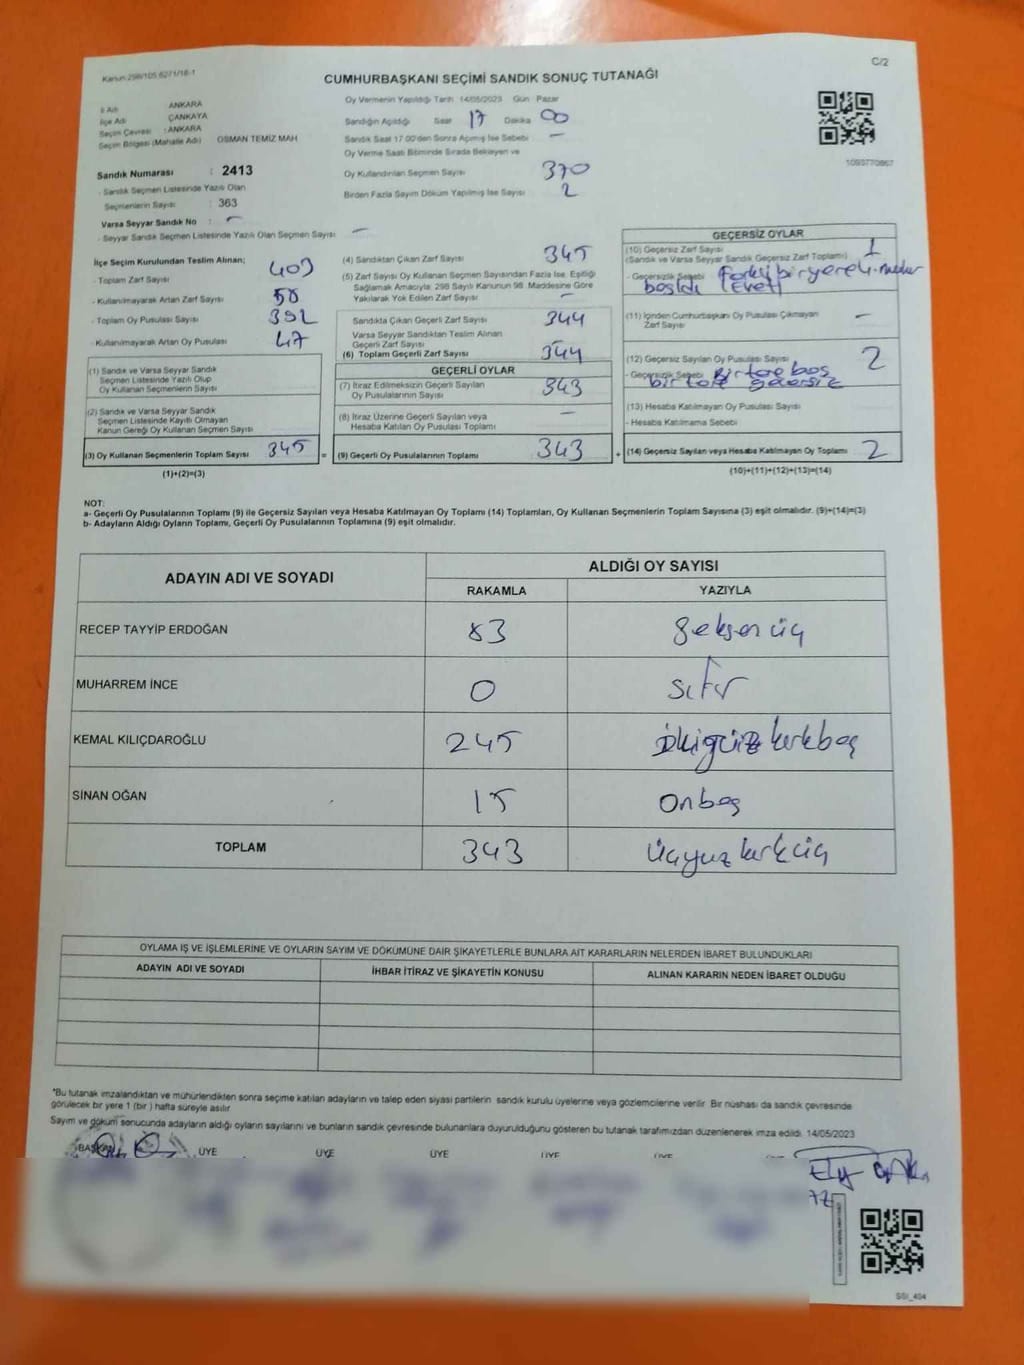 Kanun:298/105,6271/18-1
C/2
CUMHURBAŞKANI SEÇİMİ SANDIK SONUÇ TUTANAĞI
İl Adı ANKARA
İlçe Adı ÇANKAYA
Seçim Çevresi : ANKARA
Seçim Bölgesi (Mahalle Adı) OSMAN TEMİZ MAH
Sandık Numarası : 2413
- Sandık Seçmen Listesinde Yazılı Olan
Seçmenlerin Sayısı : 363
Varsa Seyyar Sandık No : -
- Seyyar Sandık Seçmen Listesinde Yazılı Olan Seçmen Sayısı : -
Oy Vermenin Yapıldığı Tarih 14/05/2023 Gün Pazar
Sandığın Açıldığı Saat 17 Dakika 00
Sandık Saat 17.00'den Sonra Açılmış İse Sebebi -
Oy Verme Saati Bitiminde Sırada Bekleyen ve
Oy Kullandırılan Seçmen Sayısı 370
Birden Fazla Sayım Döküm Yapılmış İse Sayısı 2
1093770867
İlçe Seçim Kurulundan Teslim Alınan;
- Toplam Zarf Sayısı 403
- Kullanılmayarak Artan Zarf Sayısı 58
- Toplam Oy Pusulası Sayısı 392
- Kullanılmayarak Artan Oy Pusulası 47
(1) Sandık ve Varsa Seyyar Sandık
Seçmen Listesinde Yazılı Olup
Oy Kullanan Seçmenlerin Sayısı
(2) Sandık ve Varsa Seyyar Sandık
Seçmen Listesinde Kayıtlı Olmayan
Kanun Gereği Oy Kullanan Seçmen Sayısı
(3) Oy Kullanan Seçmenlerin Toplam Sayısı 345 =
(1)+(2)=(3)
(4) Sandıktan Çıkan Zarf Sayısı 345
(5) Zarf Sayısı Oy Kullanan Seçmen Sayısından Fazla İse, Eşitliği
Sağlamak Amacıyla; 298 Sayılı Kanunun 98. Maddesine Göre
Yakılarak Yok Edilen Zarf Sayısı -
Sandıkta Çıkan Geçerli Zarf Sayısı 344
Varsa Seyyar Sandıktan Teslim Alınan
Geçerli Zarf Sayısı -
(6) Toplam Geçerli Zarf Sayısı 344
GEÇERLİ OYLAR
(7) İtiraz Edilmeksizin Geçerli Sayılan
Oy Pusulalarının Sayısı 343
(8) İtiraz Üzerine Geçerli Sayılan veya
Hesaba Katılan Oy Pusulası Toplamı -
(9) Geçerli Oy Pusulalarının Toplamı 343 +
GEÇERSİZ OYLAR
(10) Geçersiz Zarf Sayısı 1
(Sandık ve Varsa Seyyar Sandık Geçersiz Zarf Toplamı)
- Geçersizlik Sebebi Farklı bir yere mühür
basıldı (Evet)
(11) İçinden Cumhurbaşkanı Oy Pusulası Çıkmayan
Zarf Sayısı -
(12) Geçersiz Sayılan Oy Pusulası Sayısı 2
- Geçersizlik Sebebi Bir tane boş
bir tane geçersiz
(13) Hesaba Katılmayan Oy Pusulası Sayısı
- Hesaba Katılmama Sebebi
(14) Geçersiz Sayılan veya Hesaba Katılmayan Oy Toplamı 2
(10)+(11)+(12)+(13)=(14)
NOT:
a- Geçerli Oy Pusulalarının Toplamı (9) ile Geçersiz Sayılan veya Hesaba Katılmayan Oy Toplamı (14) Toplamları, Oy Kullanan Seçmenlerin Toplam Sayısına (3) eşit olmalıdır. (9)+(14)=(3)
b- Adayların Aldığı Oyların Toplamı, Geçerli Oy Pusulalarının Toplamına (9) eşit olmalıdır.
ADAYIN ADI VE SOYADI ALDIĞI OY SAYISI
RAKAMLA YAZIYLA
RECEP TAYYİP ERDOĞAN 83 Seksen üç
MUHARREM İNCE 0 sıfır
KEMAL KILIÇDAROĞLU 245 İkiyüz kırkbeş
SİNAN OĞAN 15 Onbeş
TOPLAM 343 Üçyüz kırküç
OYLAMA İŞ VE İŞLEMLERİNE VE OYLARIN SAYIM VE DÖKÜMÜNE DAİR ŞİKAYETLERLE BUNLARA AİT KARARLARIN NELERDEN İBARET BULUNDUKLARI
ADAYIN ADI VE SOYADI İHBAR İTİRAZ VE ŞİKAYETİN KONUSU ALINAN KARARIN NEDEN İBARET OLDUĞU
*Bu tutanak imzalandıktan ve mühürlendikten sonra seçime katılan adayların ve talep eden siyasi partilerin sandık kurulu üyelerine veya gözlemcilerine verilir. Bir nüshası da sandık çevresinde
görülecek bir yere 1 (bir ) hafta süreyle asılır.
Sayım ve döküm sonucunda adayların aldığı oyların sayılarını ve bunların sandık çevresinde bulunanlara duyurulduğunu gösteren bu tutanak tarafımızdan düzenlenerek imza edildi. 14/05/2023
BAŞKAN ÜYE ÜYE ÜYE ÜYE ÜYE
SSİ_404